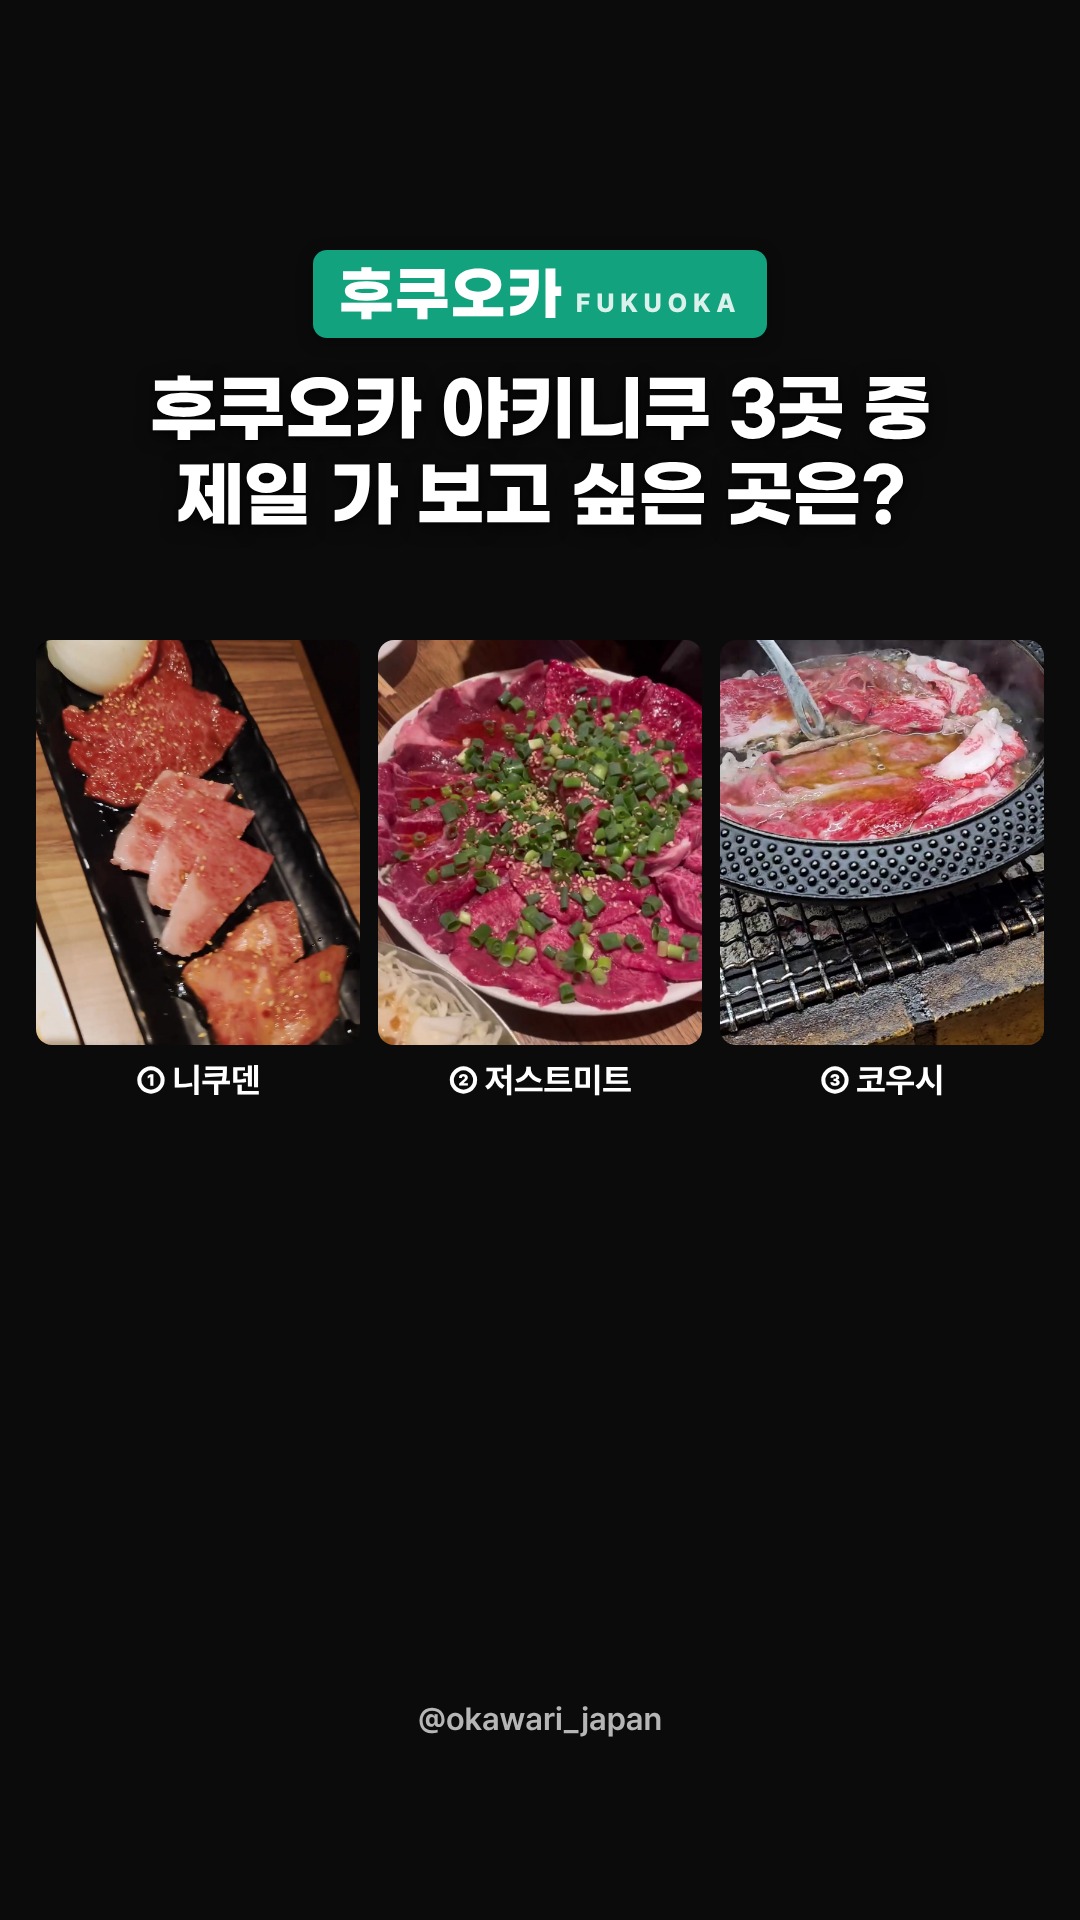 후쿠오카 FUKUOKA
후쿠오카 야키니쿠 3곳 중
제일 가 보고 싶은 곳은?
① 니쿠덴
② 저스트미트
③ 코우시
@okawari_japan